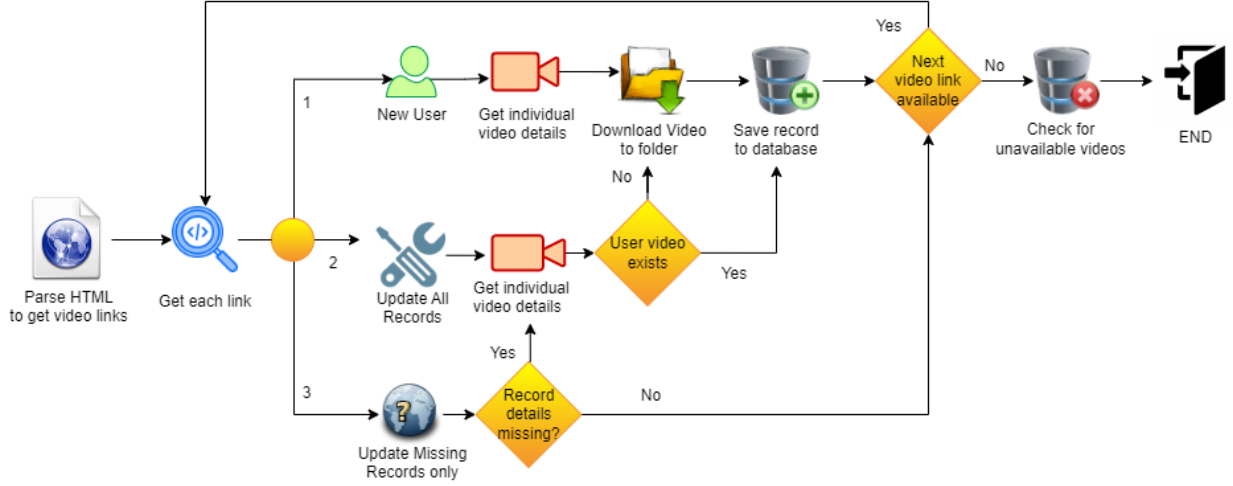 Yes
1
New User
Get individual
video details
Download Video
to folder
Save record
to database
Next
video link
available
No
Check for
unavailable videos
END
Parse HTML
to get video links
</>
Get each link
2
Update All
Records
Get individual
video details
No
User video
exists
Yes
3
?
Update Missing
Records only
Yes
Record
details
missing?
No